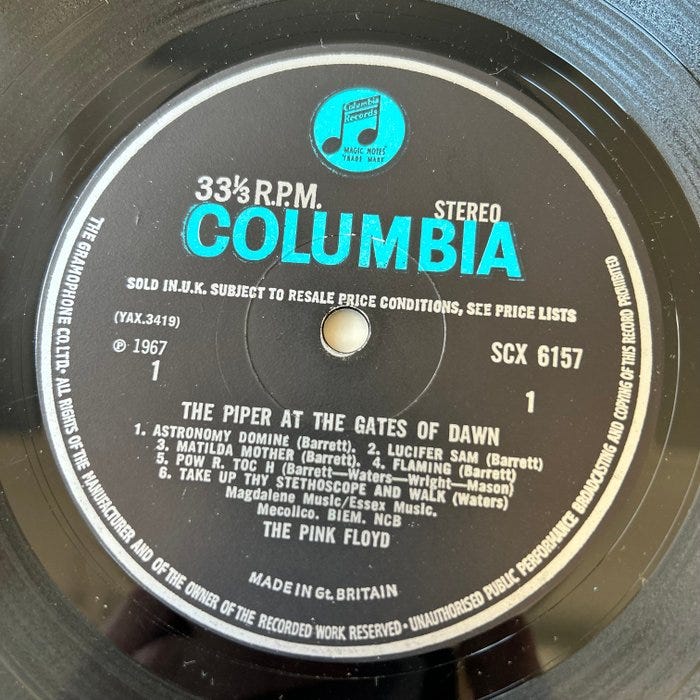 Columbia
Records
MAGIC NOTES
TRADE MARK
33⅓ R.P.M.
STEREO
COLUMBIA
SOLD IN.U.K. SUBJECT TO RESALE PRICE CONDITIONS, SEE PRICE LISTS
(YAX.3419)
℗ 1967
SCX 6157
1
1
THE PIPER AT THE GATES OF DAWN
1. ASTRONOMY DOMINE (Barrett). 2. LUCIFER SAM (Barrett)
3. MATILDA MOTHER (Barrett). 4. FLAMING (Barrett)
5. POW R. TOC H (Barrett—Waters—Wright—Mason)
6. TAKE UP THY STETHOSCOPE AND WALK (Waters)
Magdalene Music/Essex Music.
Mecolico. BIEM. NCB
THE PINK FLOYD
MADE IN Gt. BRITAIN
THE GRAMOPHONE CO. LTD. · ALL RIGHTS OF THE MANUFACTURER AND OF THE OWNER OF THE RECORDED WORK RESERVED · UNAUTHORISED PUBLIC PERFORMANCE BROADCASTING AND COPYING OF THIS RECORD PROHIBITED